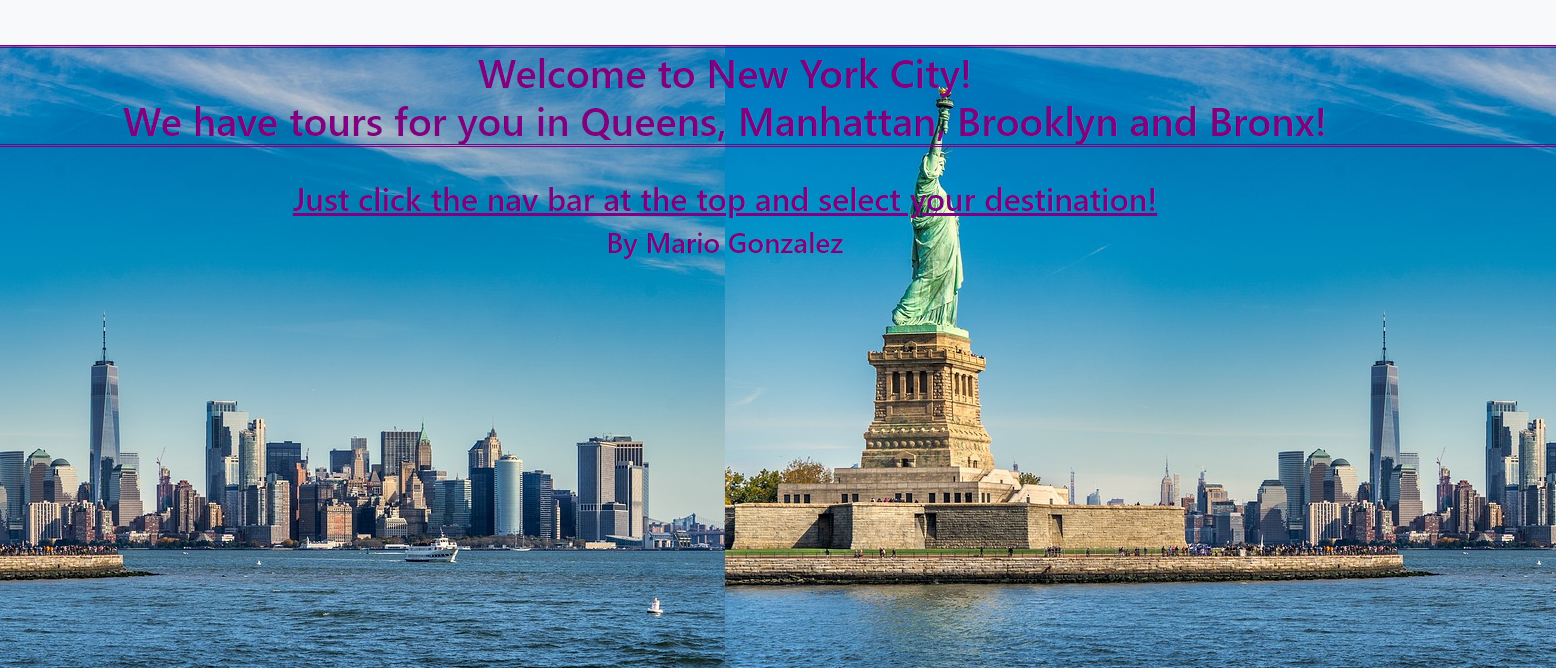 Welcome to New York City!
We have tours for you in Queens, Manhattan, Brooklyn and Bronx!
Just click the nav bar at the top and select your destination!
By Mario Gonzalez